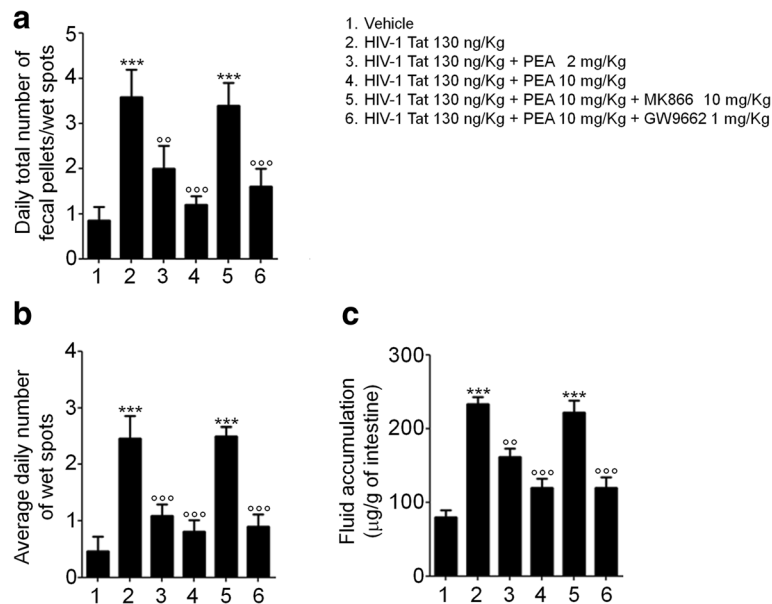 a
Daily total number of
fecal pellets/wet spots
5
4
3
2
1
0
***
°°
°°°
***
°°°
1 2 3 4 5 6
1. Vehicle
2. HIV-1 Tat 130 ng/Kg
3. HIV-1 Tat 130 ng/Kg + PEA 2 mg/Kg
4. HIV-1 Tat 130 ng/Kg + PEA 10 mg/Kg
5. HIV-1 Tat 130 ng/Kg + PEA 10 mg/Kg + MK866 10 mg/Kg
6. HIV-1 Tat 130 ng/Kg + PEA 10 mg/Kg + GW9662 1 mg/Kg
b
Average daily number
of wet spots
4
3
2
1
0
***
°°°
°°°
***
°°°
1 2 3 4 5 6
c
Fluid accumulation
(µg/g of intestine)
300
200
100
0
***
°°
°°°
***
°°°
1 2 3 4 5 6